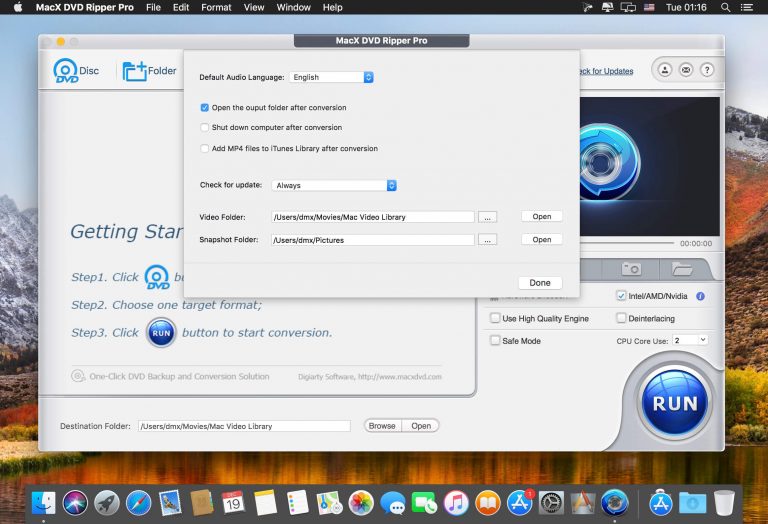 MacX DVD Ripper Pro File Edit Format View Window Help Tue 01:16
MacX DVD Ripper Pro
DVD Disc Folder
Default Audio Language: English
eck for Updates
?
Open the ouput folder after conversion
Shut down computer after conversion
Add MP4 files to iTunes Library after conversion
Check for update: Always
Video Folder: /Users/dmx/Movies/Mac Video Library ... Open
Snapshot Folder: /Users/dmx/Pictures ... Open
Done
Getting Star
00:00:00
Step1. Click DVD bu
Step2. Choose one target format;
Step3. Click RUN button to start conversion.
One-Click DVD Backup and Conversion Solution Digiarty Software, http://www.macxdvd.com
Intel/AMD/Nvidia i
Use High Quality Engine Deinterlacing
Safe Mode CPU Core Use: 2
RUN
Destination Folder: /Users/dmx/Movies/Mac Video Library Browse Open
DEC
19
1